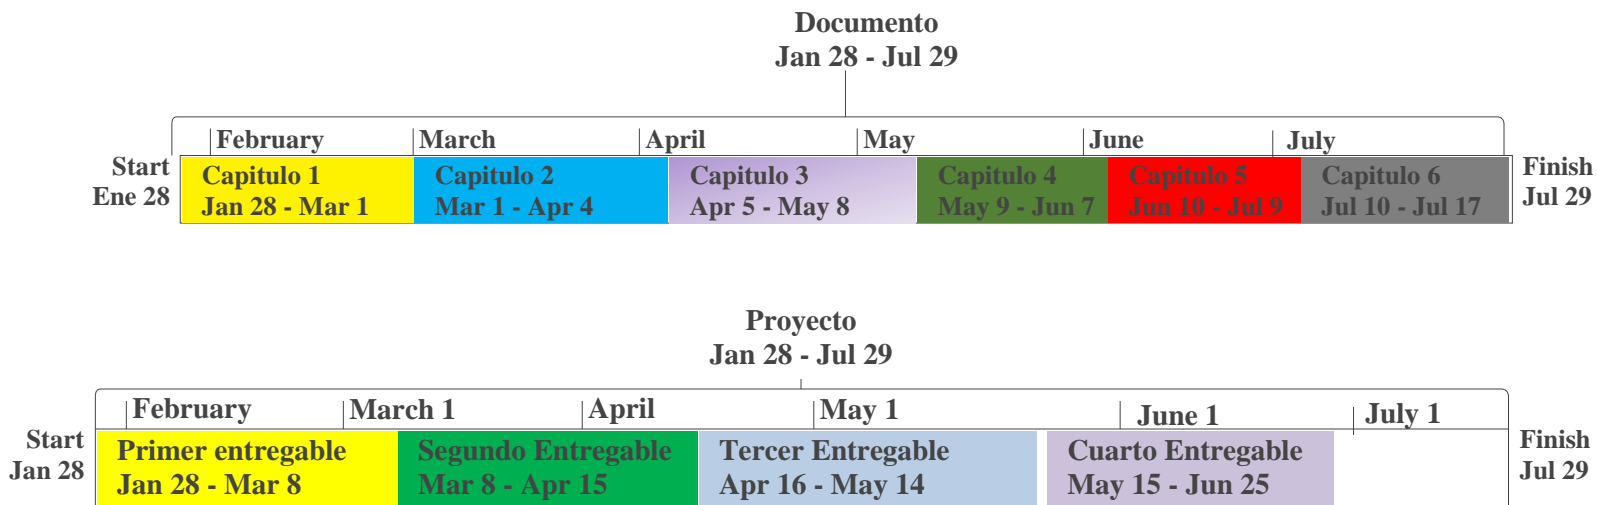 Documento
Jan 28 - Jul 29
February March April May June July
Start
Ene 28
Capitulo 1 Capitulo 2 Capitulo 3 Capitulo 4 Capitulo 5 Capitulo 6
Jan 28 - Mar 1 Mar 1 - Apr 4 Apr 5 - May 8 May 9 - Jun 7 Jun 10 - Jul 9 Jul 10 - Jul 17
Finish
Jul 29
Proyecto
Jan 28 - Jul 29
February March 1 April May 1 June 1 July 1
Start
Jan 28
Primer entregable Segundo Entregable Tercer Entregable Cuarto Entregable
Jan 28 - Mar 8 Mar 8 - Apr 15 Apr 16 - May 14 May 15 - Jun 25
Finish
Jul 29